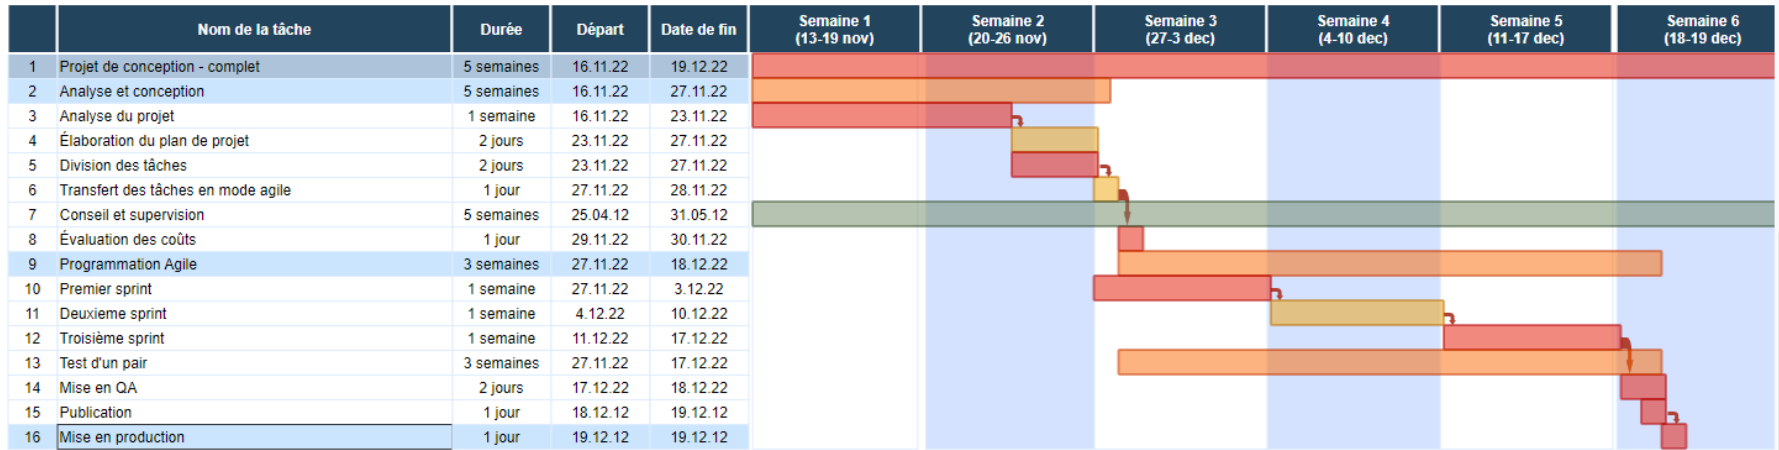 Nom de la tâche Durée Départ Date de fin Semaine 1 Semaine 2 Semaine 3 Semaine 4 Semaine 5 Semaine 6
(13-19 nov) (20-26 nov) (27-3 dec) (4-10 dec) (11-17 dec) (18-19 dec)
1 Projet de conception - complet 5 semaines 16.11.22 19.12.22
2 Analyse et conception 5 semaines 16.11.22 27.11.22
3 Analyse du projet 1 semaine 16.11.22 23.11.22
4 Élaboration du plan de projet 2 jours 23.11.22 27.11.22
5 Division des tâches 2 jours 23.11.22 27.11.22
6 Transfert des tâches en mode agile 1 jour 27.11.22 28.11.22
7 Conseil et supervision 5 semaines 25.04.12 31.05.12
8 Évaluation des coûts 1 jour 29.11.22 30.11.22
9 Programmation Agile 3 semaines 27.11.22 18.12.22
10 Premier sprint 1 semaine 27.11.22 3.12.22
11 Deuxieme sprint 1 semaine 4.12.22 10.12.22
12 Troisième sprint 1 semaine 11.12.22 17.12.22
13 Test d'un pair 3 semaines 27.11.22 17.12.22
14 Mise en QA 2 jours 17.12.22 18.12.22
15 Publication 1 jour 18.12.12 19.12.12
16 Mise en production 1 jour 19.12.12 19.12.12